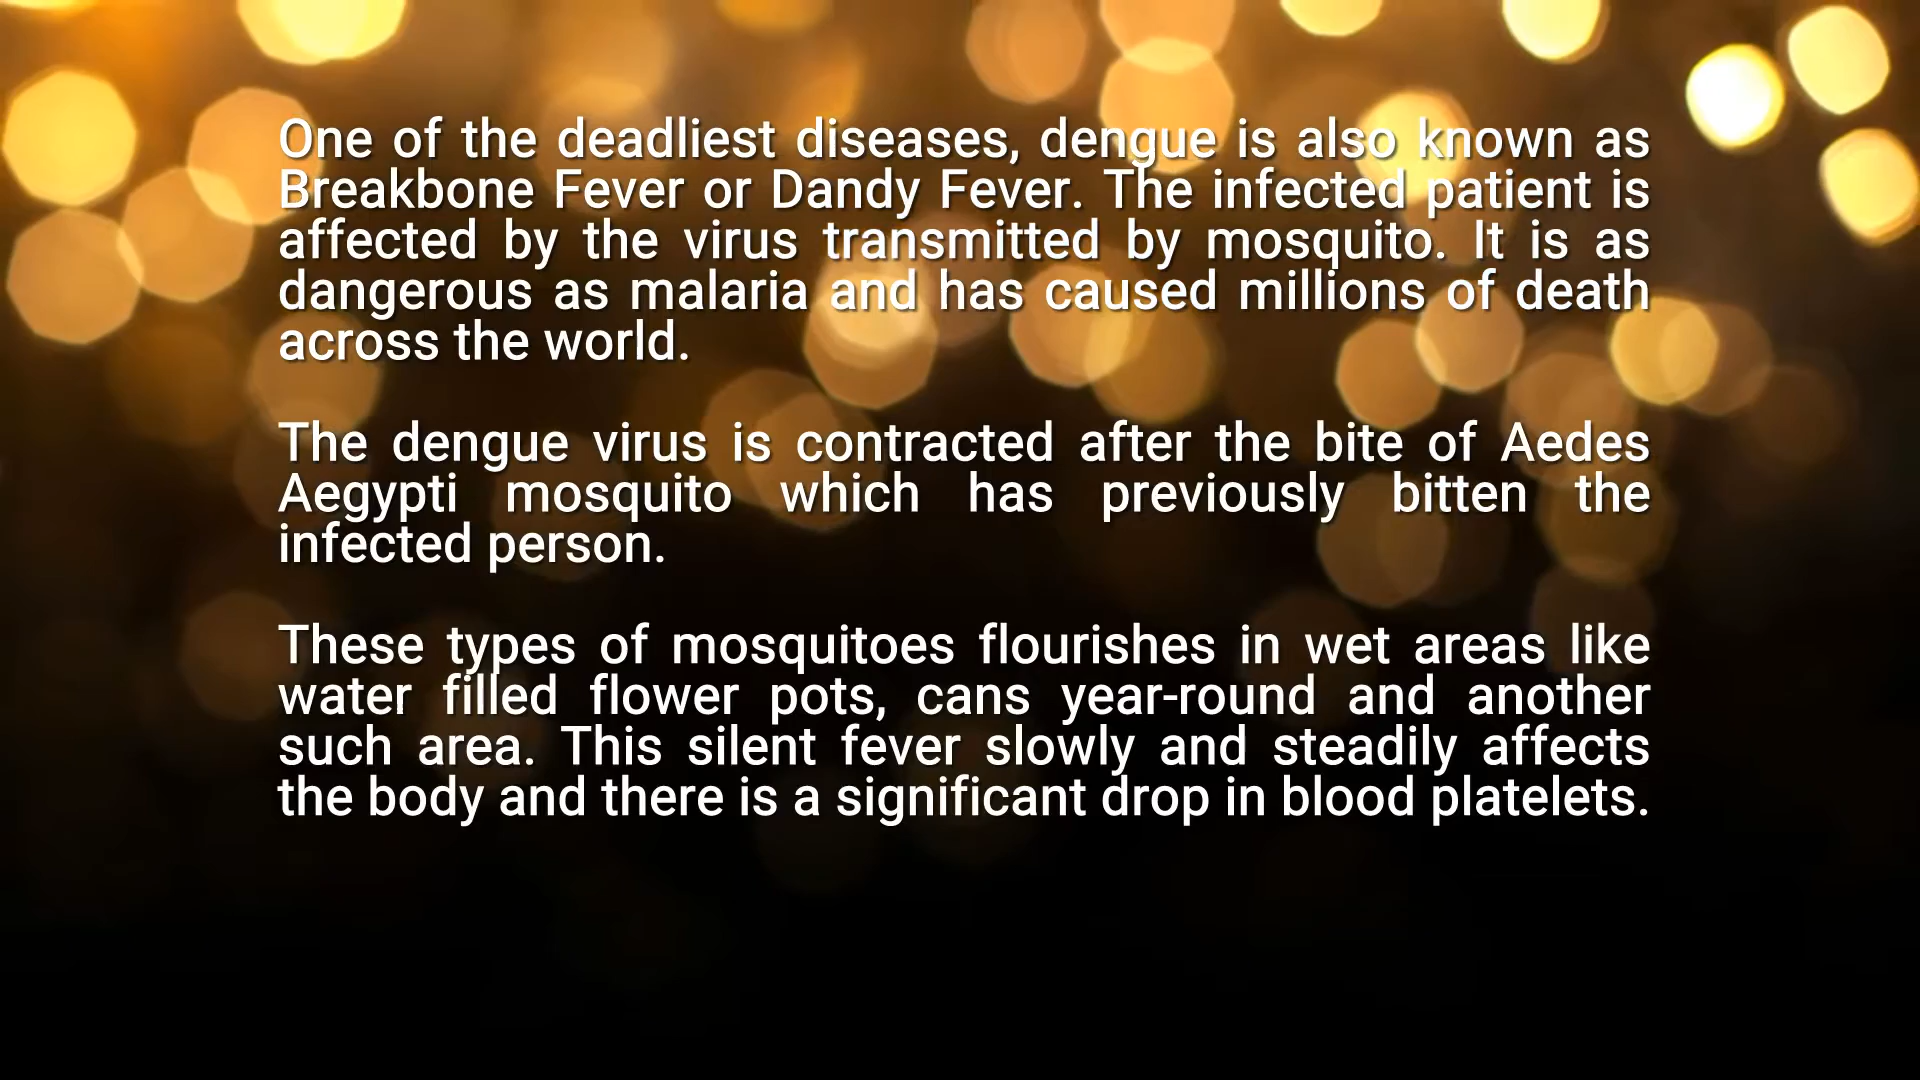 One of the deadliest diseases, dengue is also known as
Breakbone Fever or Dandy Fever. The infected patient is
affected by the virus transmitted by mosquito. It is as
dangerous as malaria and has caused millions of death
across the world.
The dengue virus is contracted after the bite of Aedes
Aegypti mosquito which has previously bitten the
infected person.
These types of mosquitoes flourishes in wet areas like
water filled flower pots, cans year-round and another
such area. This silent fever slowly and steadily affects
the body and there is a significant drop in blood platelets.